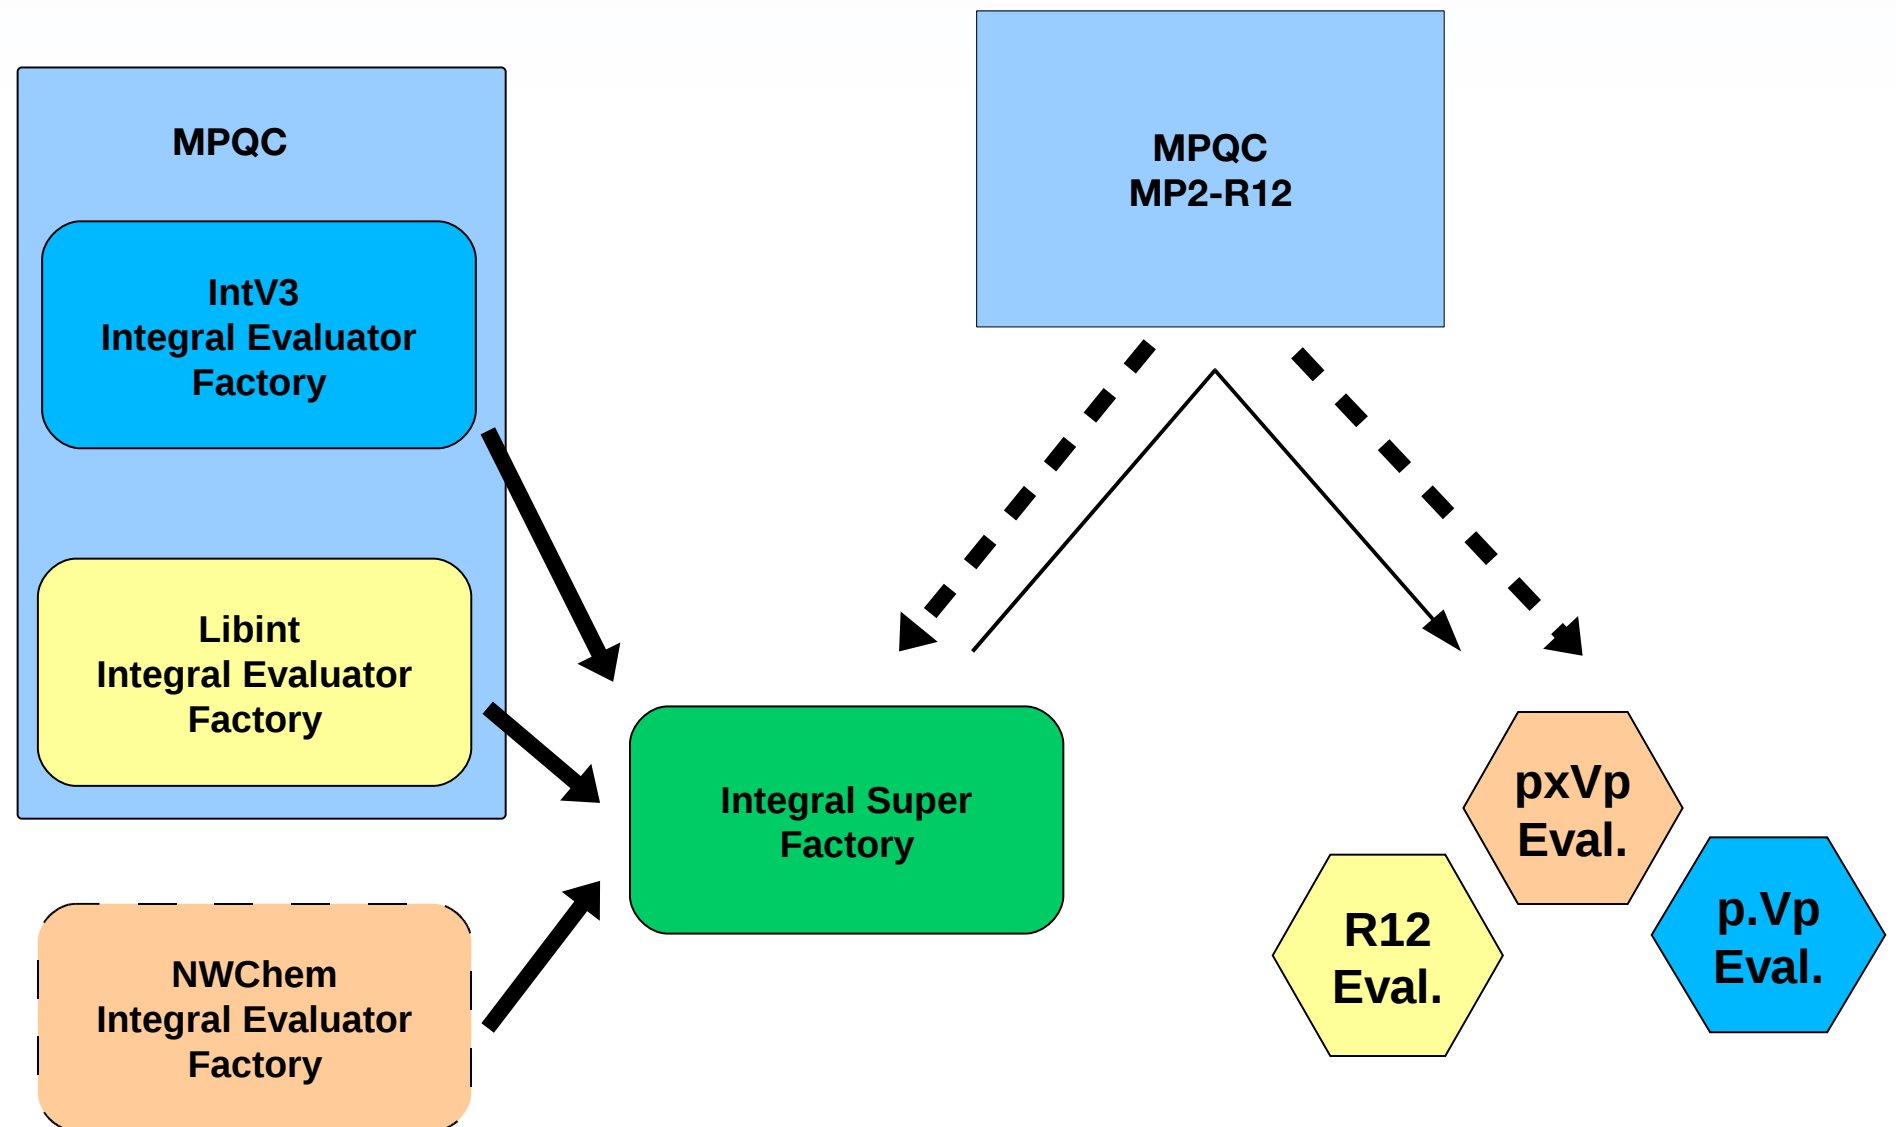 MPQC
IntV3
Integral Evaluator
Factory
Libint
Integral Evaluator
Factory
NWChem
Integral Evaluator
Factory
Integral Super
Factory
MPQC
MP2-R12
R12
Eval.
pxVp
Eval.
p.Vp
Eval.